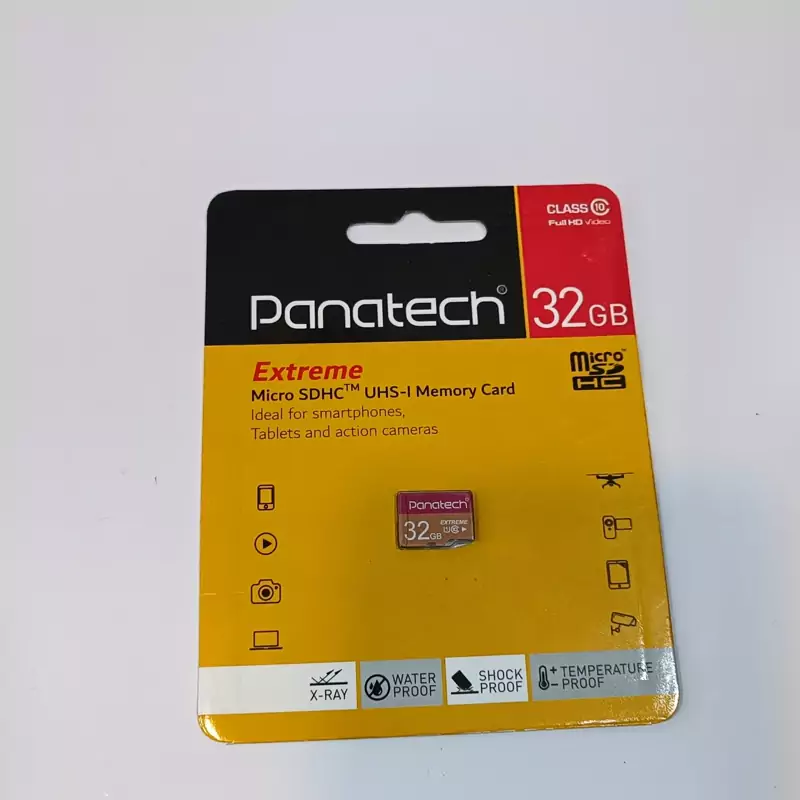 CLASS 10
Full HD Video
Panatech®
32GB
Extreme
Micro
SD
HC
Micro SDHC™ UHS-I Memory Card
Ideal for smartphones,
Tablets and action cameras
Panatech
EXTREME
32GB
X-RAY
WATER
PROOF
SHOCK
PROOF
TEMPERATURE
PROOF